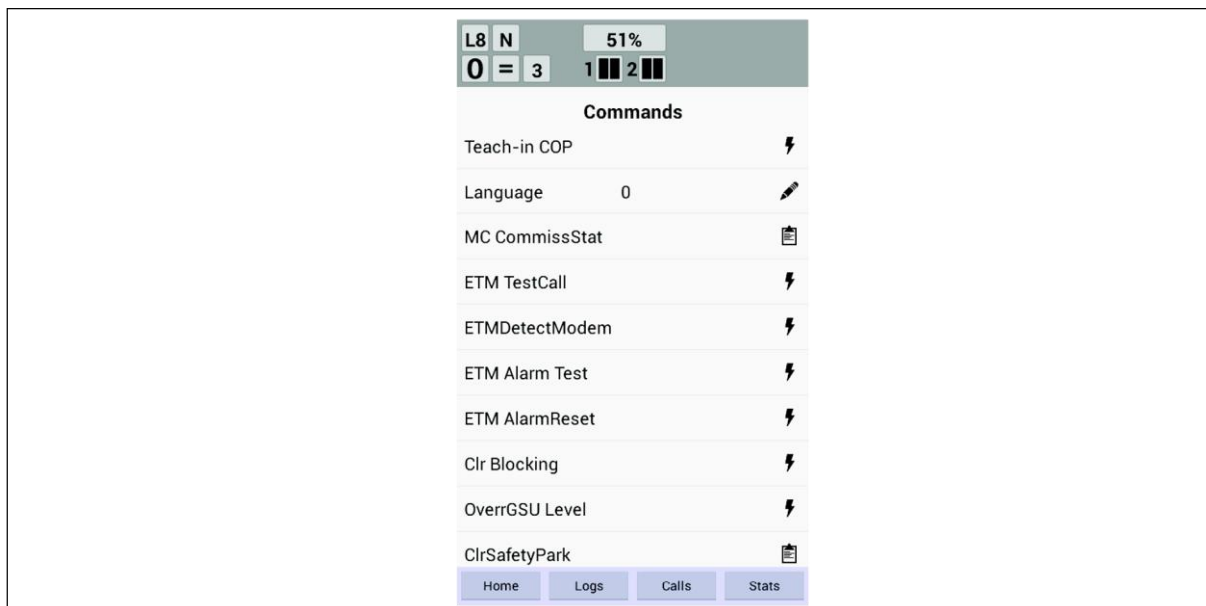 L8 N 51%
0 = 3 1 2
Commands
Teach-in COP
Language 0
MC CommissStat
ETM TestCall
ETMDetectModem
ETM Alarm Test
ETM AlarmReset
Clr Blocking
OverrGSU Level
ClrSafetyPark
Home Logs Calls Stats